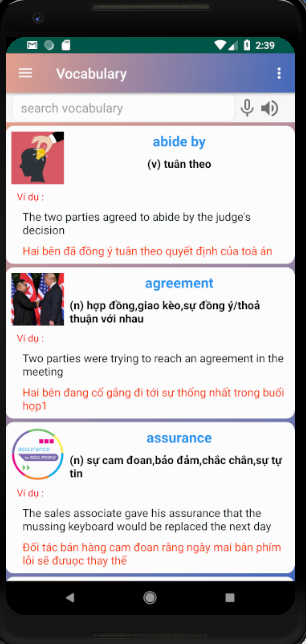 2:39
Vocabulary
search vocabulary
abide by
(v) tuân theo
Ví dụ :
The two parties agreed to abide by the judge's
decision
Hai bên đã đồng ý tuân theo quyết định của toà án
agreement
(n) hợp đồng,giao kèo,sự đồng ý/thoả
thuận với nhau
Ví dụ :
Two parties were trying to reach an agreement in the
meeting
Hai bên đang cố gắng đi tới sự thống nhất trong buổi
họp1
assurance
assurance
for REAL PEOPLE
(n) sự cam đoan,bảo đảm,chắc chắn,sự tự
tin
Ví dụ :
The sales associate gave his assurance that the
mussing keyboard would be replaced the next day
Đối tác bán hàng cam đoan rằng ngày mai bàn phím
lỗi sẽ đưuọc thay thế